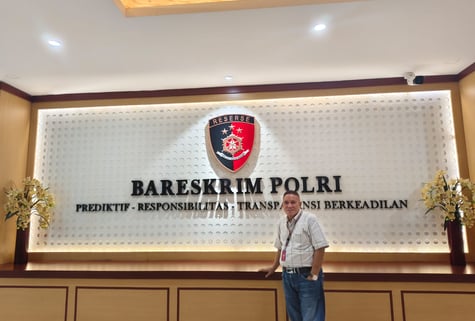 RESERSE
BARESKRIM POLRI
PREDIKTIF - RESPONSIBILITAS - TRANSPARANSI BERKEADILAN